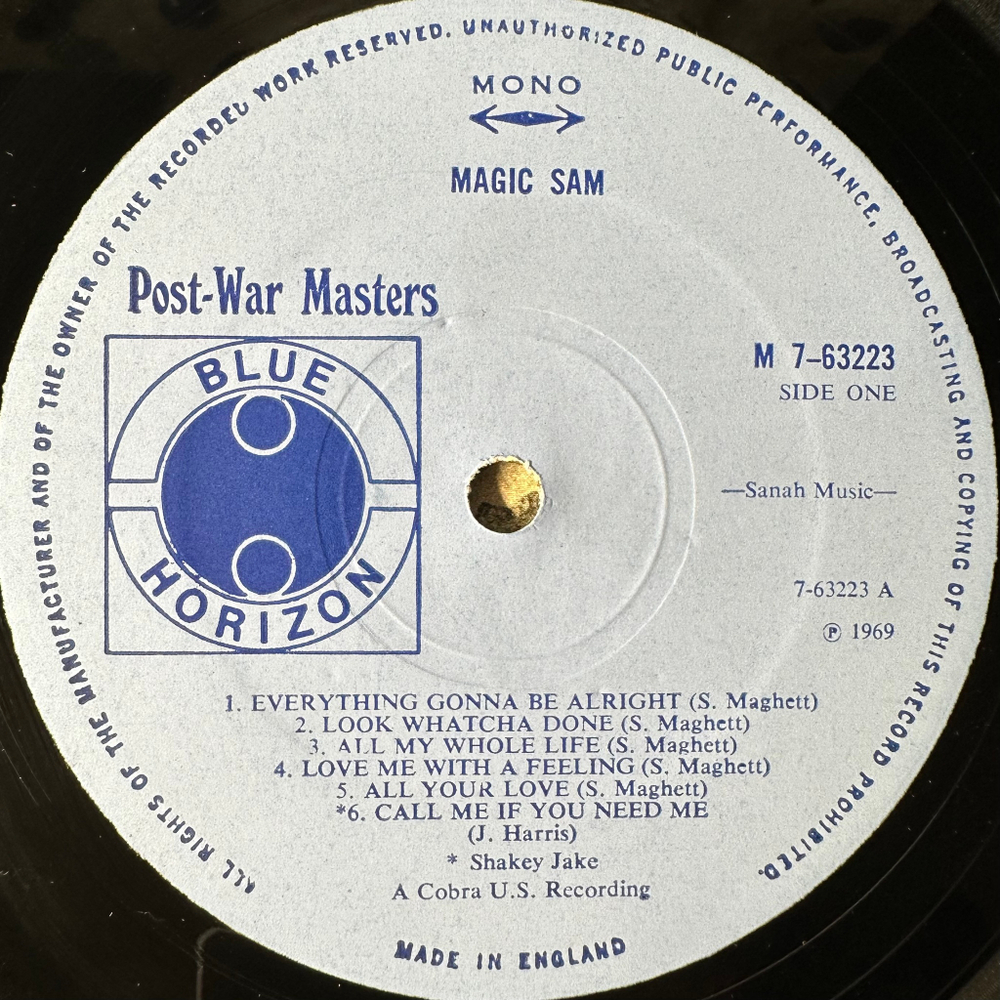 ALL RIGHTS OF THE MANUFACTURER AND OF THE OWNER OF THE RECORDED WORK RESERVED. UNAUTHORIZED PUBLIC PERFORMANCE, BROADCASTING AND COPYING OF THIS RECORD PROHIBITED.
MONO
MAGIC SAM
Post-War Masters
BLUE
HORIZON
M 7-63223
SIDE ONE
—Sanah Music—
7-63223 A
℗ 1969
1. EVERYTHING GONNA BE ALRIGHT (S. Maghett)
2. LOOK WHATCHA DONE (S. Maghett)
3. ALL MY WHOLE LIFE (S. Maghett)
4. LOVE ME WITH A FEELING (S. Maghett)
5. ALL YOUR LOVE (S. Maghett)
*6. CALL ME IF YOU NEED ME
(J. Harris)
* Shakey Jake
A Cobra U.S. Recording
MADE IN ENGLAND